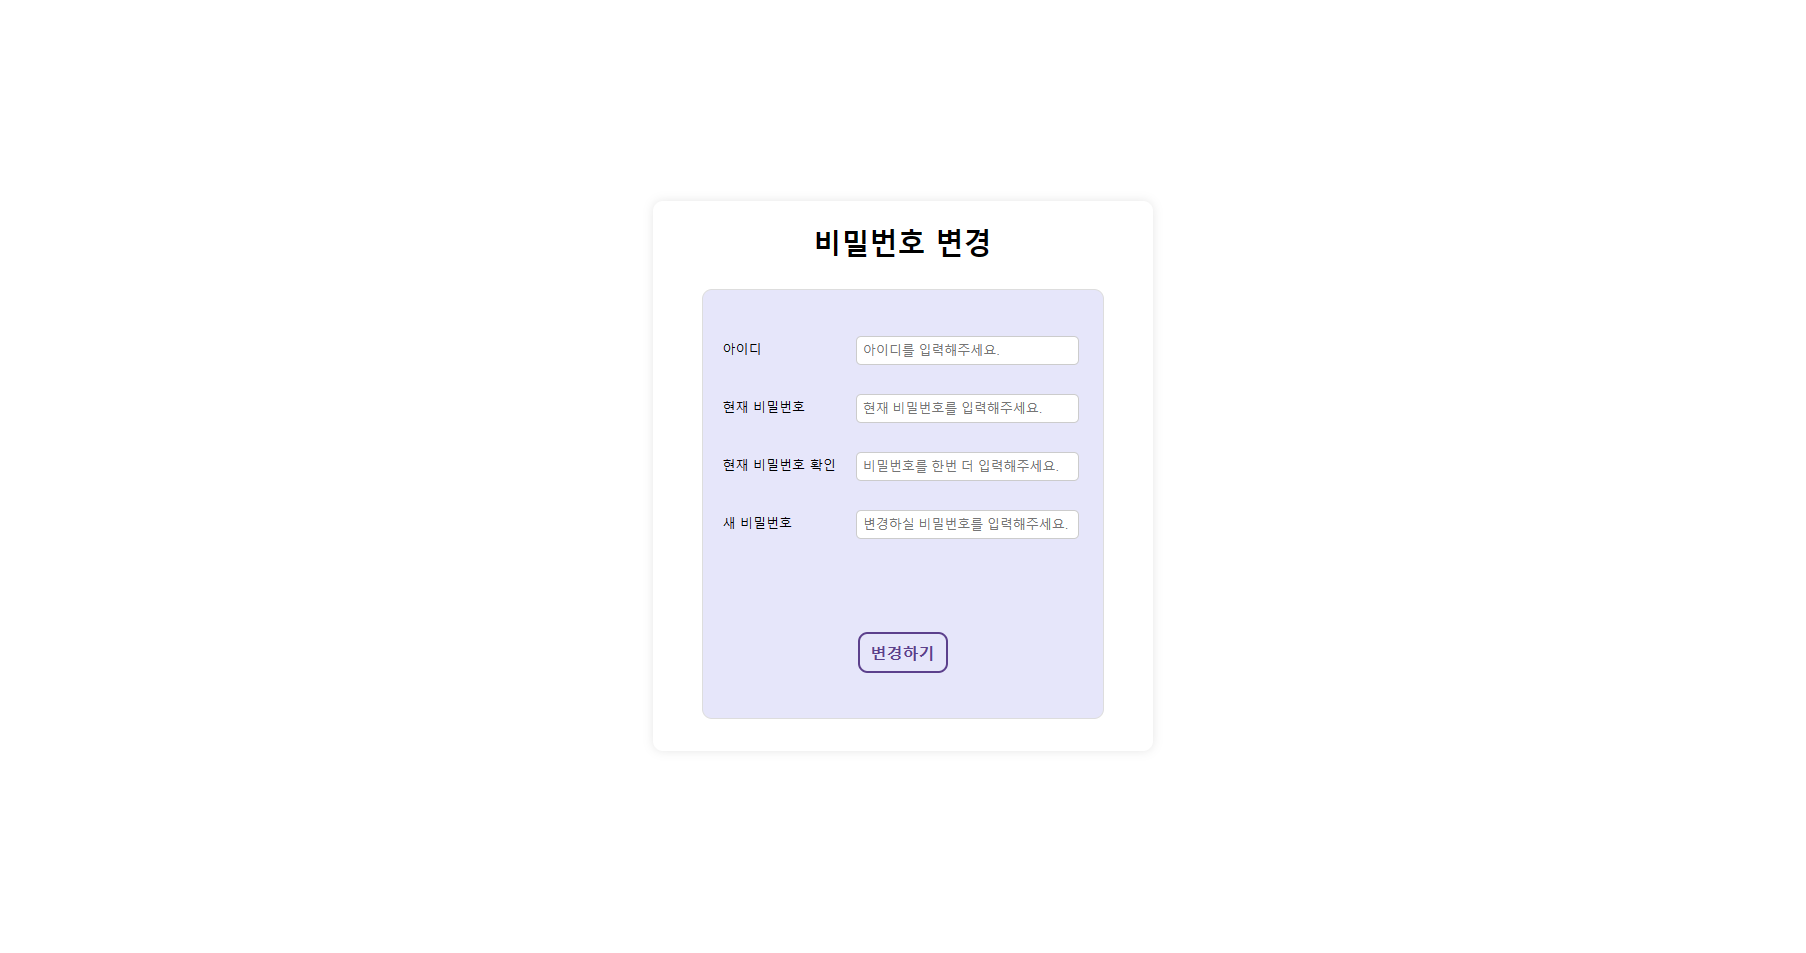 비밀번호 변경
아이디
아이디를 입력해주세요.
현재 비밀번호
현재 비밀번호를 입력해주세요.
현재 비밀번호 확인
비밀번호를 한번 더 입력해주세요.
새 비밀번호
변경하실 비밀번호를 입력해주세요.
변경하기